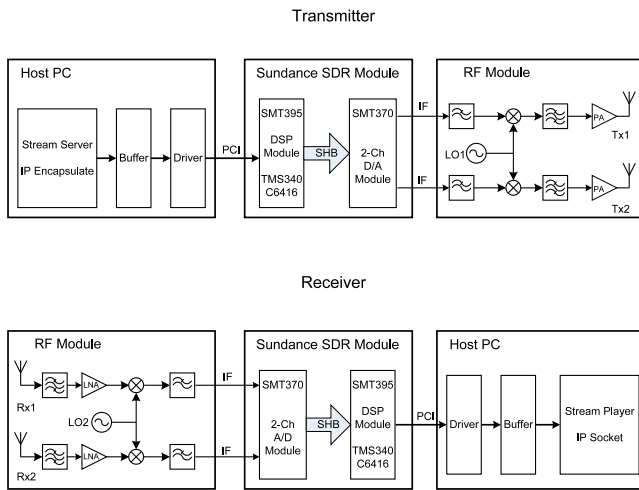 Transmitter
Host PC
Stream Server
IP Encapsulate
Buffer
Driver
PCI
Sundance SDR Module
SMT395
DSP
Module
TMS340
C6416
SHB
SMT370
2-Ch
D/A
Module
IF
IF
RF Module
LO1
PA
Tx1
PA
Tx2
Receiver
RF Module
Rx1
LNA
LO2
Rx2
LNA
IF
IF
Sundance SDR Module
SMT370
2-Ch
A/D
Module
SHB
SMT395
DSP
Module
TMS340
C6416
PCI
Host PC
Driver
Buffer
Stream Player
IP Socket